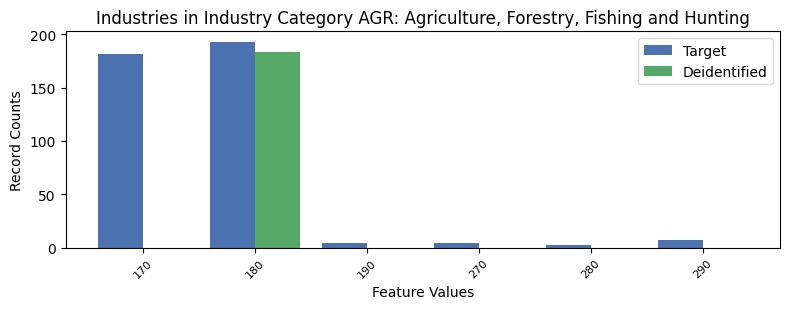 Industries in Industry Category AGR: Agriculture, Forestry, Fishing and Hunting
Target
Deidentified
Record Counts
200
150
100
50
0
170
180
190
270
280
290
Feature Values